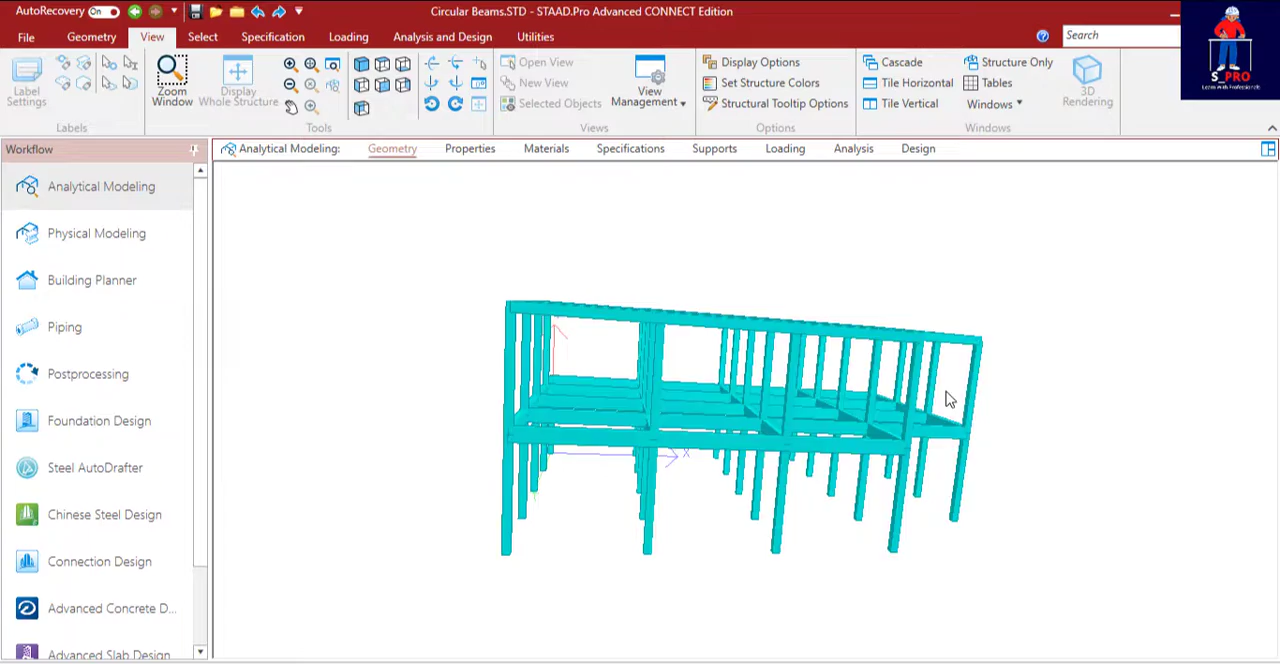 AutoRecovery On
Circular Beams.STD - STAAD.Pro Advanced CONNECT Edition
File Geometry View Select Specification Loading Analysis and Design Utilities
Search
S_PRO
Learn With Professionals
Label Settings
Labels
Zoom Window
Display Whole Structure
Tools
Open View
New View
Selected Objects
View Management
Views
Display Options
Set Structure Colors
Structural Tooltip Options
Options
Cascade
Tile Horizontal
Tile Vertical
Structure Only
Tables
Windows
3D Rendering
Windows
Workflow
Analytical Modeling: Geometry Properties Materials Specifications Supports Loading Analysis Design
Analytical Modeling
Physical Modeling
Building Planner
Piping
Postprocessing
Foundation Design
Steel AutoDrafter
Chinese Steel Design
Connection Design
Advanced Concrete D...
Advanced Slab Design
X